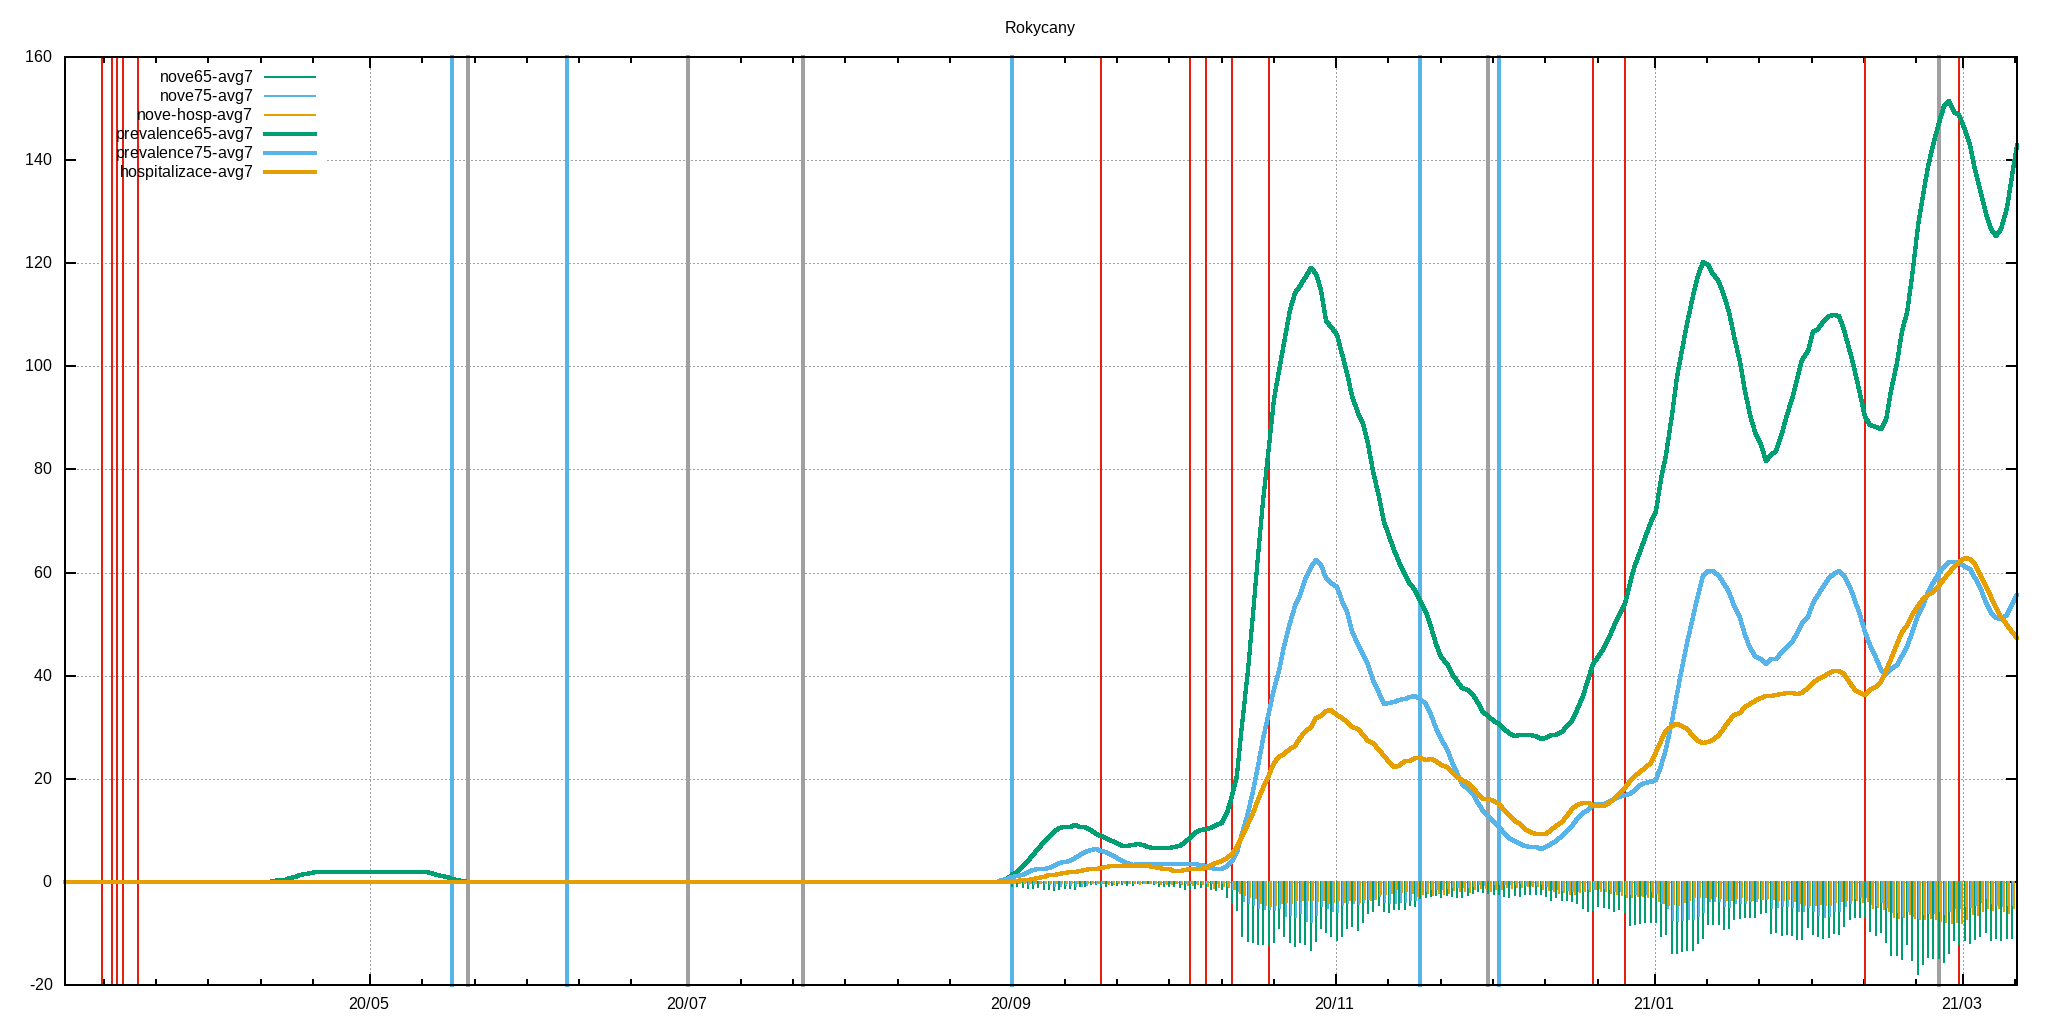 Rokycany
160
140
120
100
80
60
40
20
0
-20
nove65-avg7
nove75-avg7
nove-hosp-avg7
prevalence65-avg7
prevalence75-avg7
hospitalizace-avg7
20/05
20/07
20/09
20/11
21/01
21/03